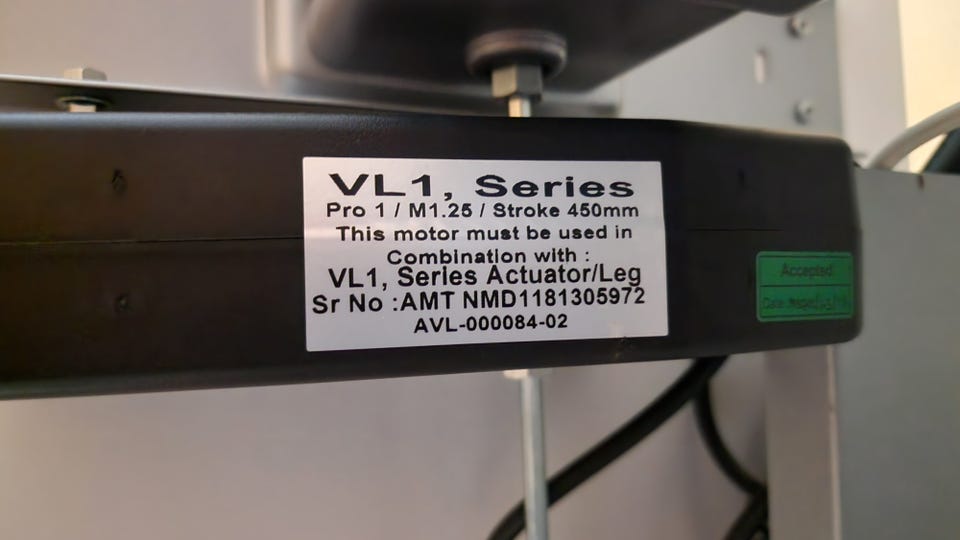 VL1, Series
Pro 1 / M1.25 / Stroke 450mm
This motor must be used in
Combination with :
VL1, Series Actuator/Leg
Sr No :AMT NMD1181305972
AVL-000084-02
Accepted
Date: